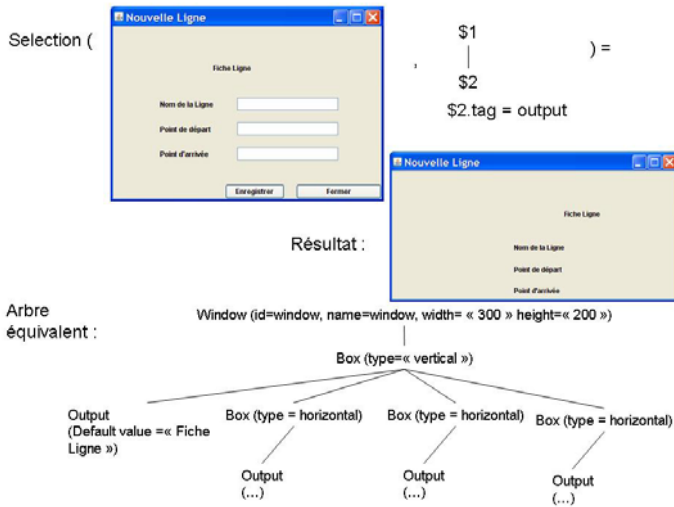 Nouvelle Ligne
Selection (
Fiche Ligne
Nom de la Ligne
Point de départ
Point d'arrivée
Enregistrer Fermer
,
$1
$2
) =
$2.tag = output
Résultat :
Nouvelle Ligne
Fiche Ligne
Nom de la Ligne
Point de départ
Point d'arrivée
Arbre
équivalent :
Window (id=window, name=window, width= « 300 » height=« 200 »)
Box (type=« vertical »)
Output
(Default value =« Fiche
Ligne »)
Box (type = horizontal)
Box (type = horizontal)
Box (type = horizontal)
Output
(...)
Output
(...)
Output
(...)